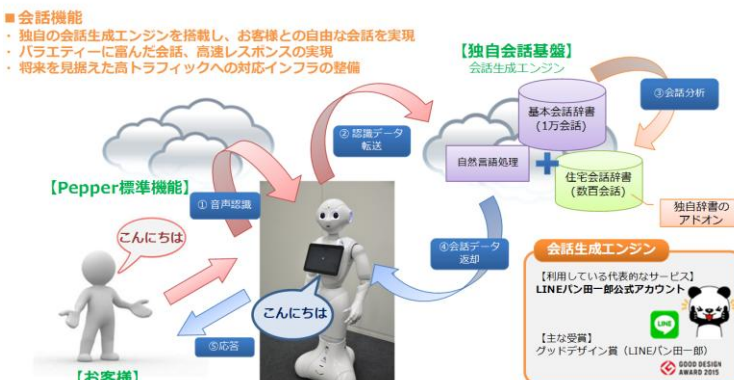 ■会話機能
・ 独自の会話生成エンジンを搭載し、お客様との自由な会話を実現
・ バラエティーに富んだ会話、高速レスポンスの実現
・ 将来を見据えた高トラフィックへの対応インフラの整備
【独自会話基盤】
会話生成エンジン
③会話分析
基本会話辞書
(1万会話)
② 認識データ
転送
自然言語処理
住宅会話辞書
(数百会話)
【Pepper標準機能】
① 音声認識
独自辞書の
アドオン
こんにちは
④会話データ
返却
会話生成エンジン
【利用している代表的なサービス】
LINEパン田一郎公式アカウント
こんにちは
LINE
⑤応答
【主な受賞】
グッドデザイン賞（LINEパン田一郎）
GOOD DESIGN
AWARD 2015
【お客様】